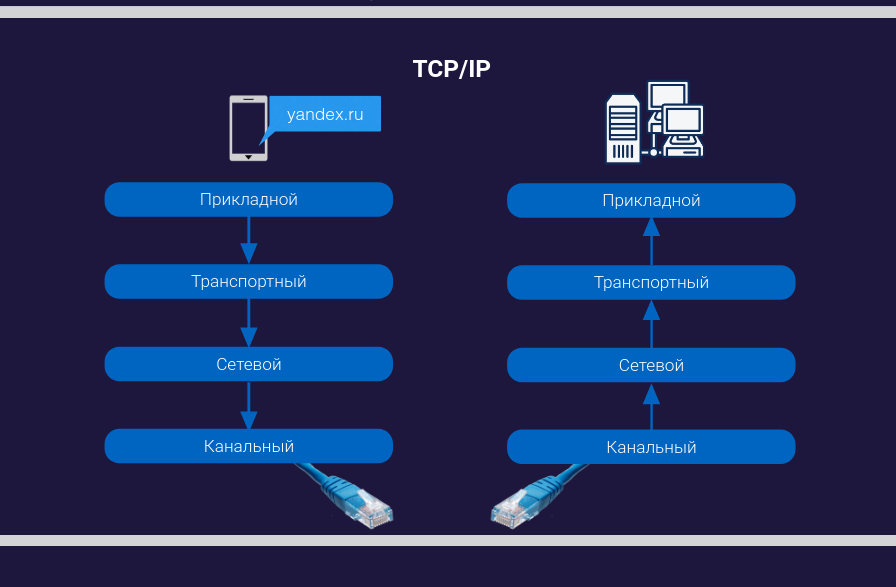 TCP/IP
yandex.ru
Прикладной
Транспортный
Сетевой
Канальный
Прикладной
Транспортный
Сетевой
Канальный